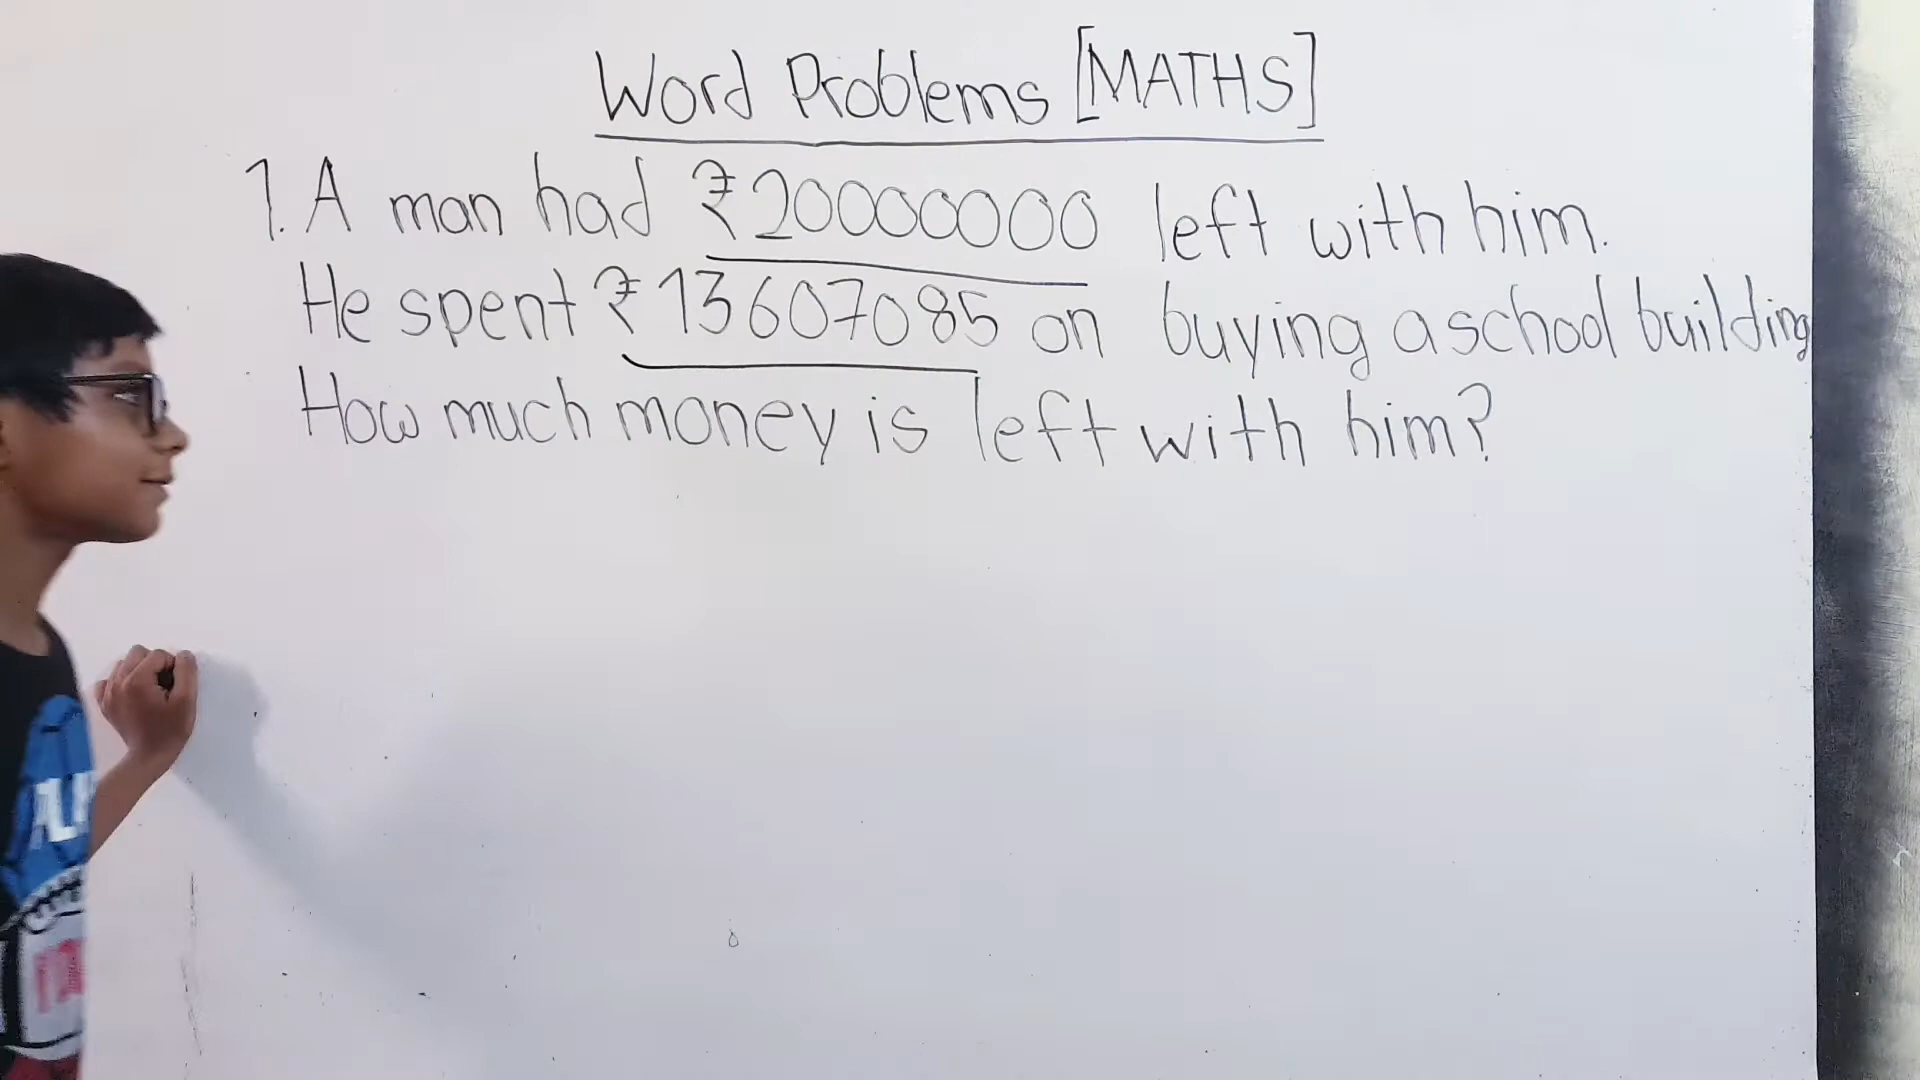 Word Problems [MATHS]
1. A man had ₹20000000 left with him.
He spent ₹13607085 on buying a school building
How much money is left with him?